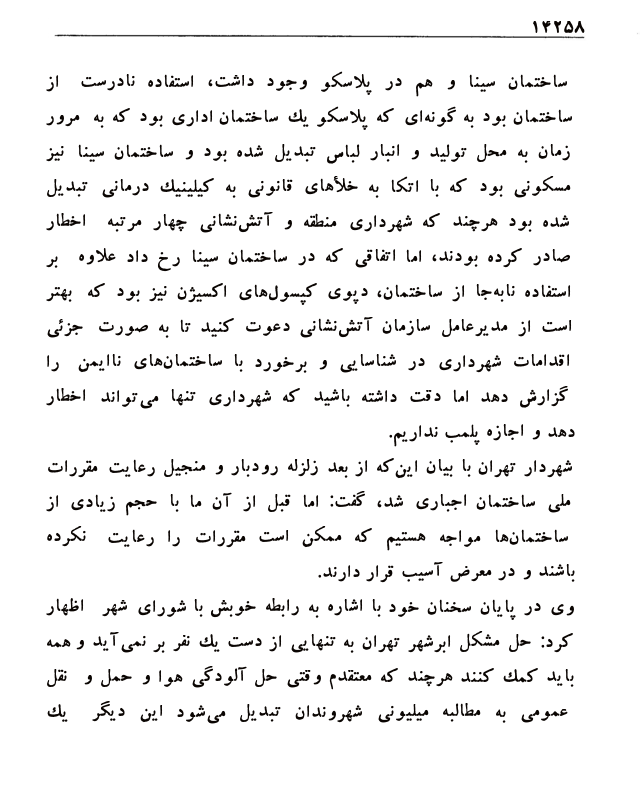 ۱۴۲۵۸
ساختمان سینا و هم در پلاسکو وجود داشت، استفاده نادرست از
ساختمان بود به گونه‌ای که پلاسکو یك ساختمان اداری بود که به مرور
زمان به محل تولید و انبار لباس تبدیل شده بود و ساختمان سینا نیز
مسکونی بود که با اتکا به خلأهای قانونی به کیلینیك درمانی تبدیل
شده بود هرچند که شهرداری منطقه و آتش‌نشانی چهار مرتبه اخطار
صادر کرده بودند، اما اتفاقی که در ساختمان سینا رخ داد علاوه بر
استفاده نابه‌جا از ساختمان، دپوی کپسول‌های اکسیژن نیز بود که بهتر
است از مدیرعامل سازمان آتش‌نشانی دعوت کنید تا به صورت جزئی
اقدامات شهرداری در شناسایی و برخورد با ساختمان‌های ناایمن را
گزارش دهد اما دقت داشته باشید که شهرداری تنها می‌تواند اخطار
دهد و اجازه پلمب نداریم.
شهردار تهران با بیان این‌که از بعد زلزله رودبار و منجیل رعایت مقررات
ملی ساختمان اجباری شد، گفت: اما قبل از آن ما با حجم زیادی از
ساختمان‌ها مواجه هستیم که ممکن است مقررات را رعایت نکرده
باشند و در معرض آسیب قرار دارند.
وی در پایان سخنان خود با اشاره به رابطه خوبش با شورای شهر اظهار
کرد: حل مشکل ابرشهر تهران به تنهایی از دست یك نفر بر نمی‌آید و همه
باید کمك کنند هرچند که معتقدم وقتی حل آلودگی هوا و حمل و نقل
عمومی به مطالبه میلیونی شهروندان تبدیل می‌شود این دیگر یك